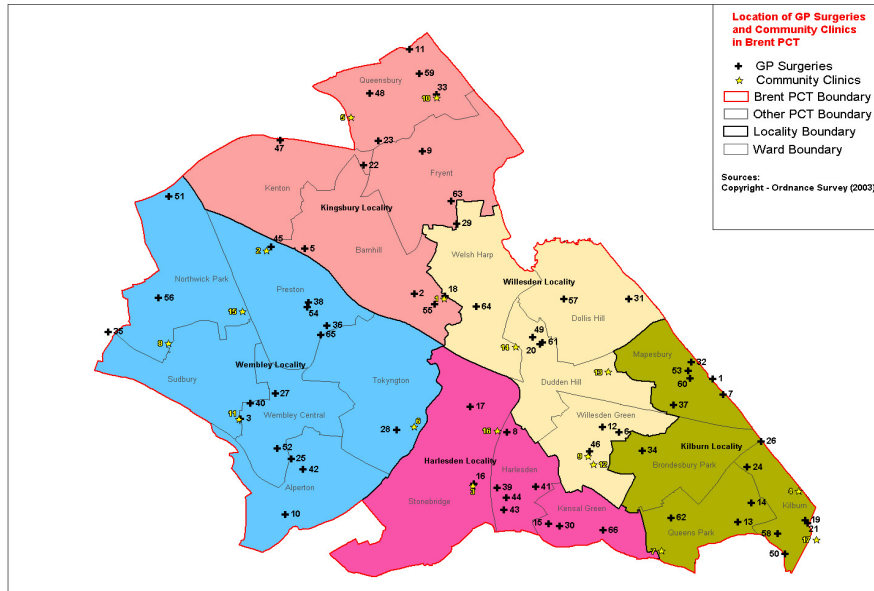 Location of GP Surgeries
and Community Clinics
in Brent PCT
GP Surgeries
Community Clinics
Brent PCT Boundary
Other PCT Boundary
Locality Boundary
Ward Boundary
Sources:
Copyright - Ordnance Survey (2003)
11
59
Queensbury
33
48
10
5
23
47
9
22
Fryent
Kenton
51
63
Kingsbury Locality
29
45
2
5
Barnhill
Welsh Harp
Northwick Park
Willesden Locality
Preston
2
18
56
38
57
31
55
64
54
15
Dollis Hill
36
35
65
49
61
8
20
14
Mapesbury
32
Wembley Locality
53
1
Sudbury
Tokyngton
13
60
Dudden Hill
7
27
40
37
17
11
3
Wembley Central
Willesden Green
6
28
12
6
16
8
26
34
Kilburn Locality
52
46
9
25
Harlesden Locality
12
Brondesbury Park
24
42
Harlesden
16
Alperton
3
39
41
4
Stonebridge
44
14
Kilburn
43
10
Kensal Green
62
19
15
30
13
21
66
Queens Park
58
17
7
50